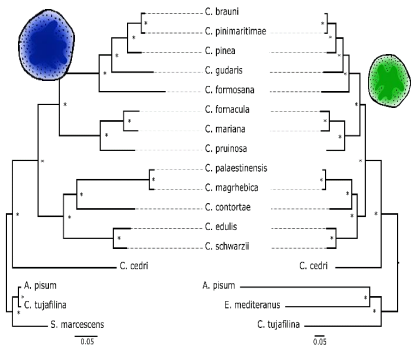 C. brauni
C. pinimaritimae
C. pinea
C. gudaris
C. formosana
C. fornacula
C. mariana
C. pruinosa
C. palaestinensis
C. magrhebica
C. contortae
C. edulis
C. schwarzii
C. cedri
C. cedri
A. pisum
A. pisum
C. tujafilina
E. mediteranus
S. marcescens
C. tujafilina
0.05
0.05